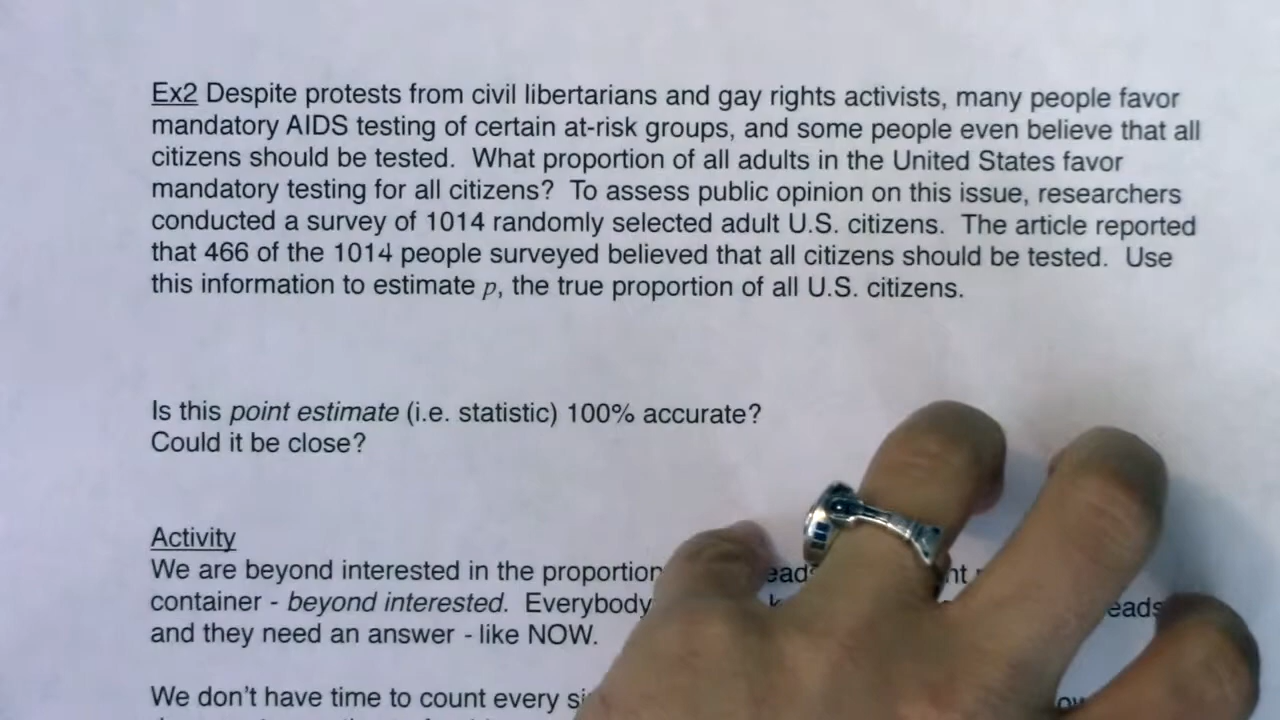 Ex2 Despite protests from civil libertarians and gay rights activists, many people favor
mandatory AIDS testing of certain at-risk groups, and some people even believe that all
citizens should be tested.  What proportion of all adults in the United States favor
mandatory testing for all citizens?  To assess public opinion on this issue, researchers
conducted a survey of 1014 randomly selected adult U.S. citizens.  The article reported
that 466 of the 1014 people surveyed believed that all citizens should be tested.  Use
this information to estimate p, the true proportion of all U.S. citizens.
Is this point estimate (i.e. statistic) 100% accurate?
Could it be close?
Activity
We are beyond interested in the proportion
container - beyond interested.  Everybody
and they need an answer - like NOW.
We don't have time to count every